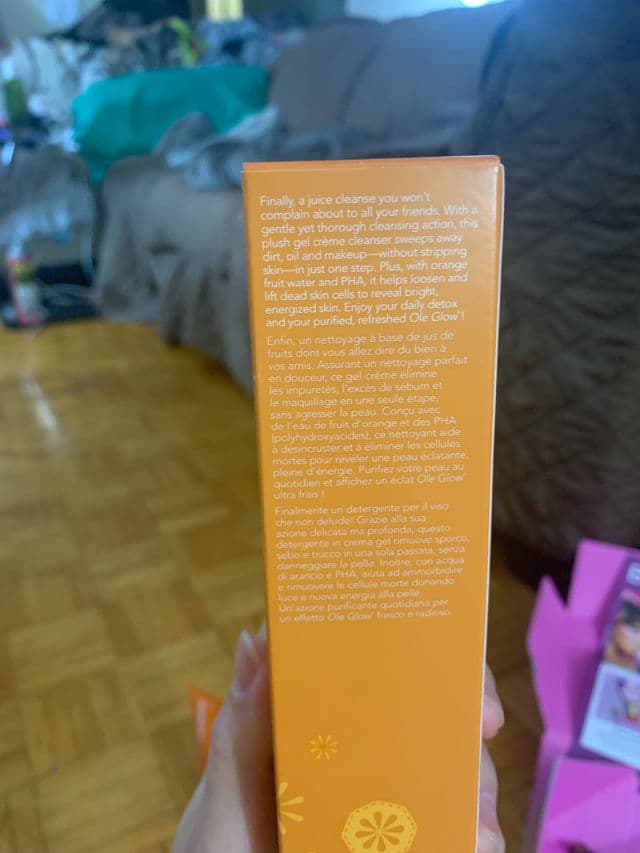 Finally, a juice cleanse you won't
complain about to all your friends. With a
gentle yet thorough cleansing action, this
plush gel crème cleanser sweeps away
dirt, oil and makeup—without stripping
skin—in just one step. Plus, with orange
fruit water and PHA, it helps loosen and
lift dead skin cells to reveal bright,
energized skin. Enjoy your daily detox
and your purified, refreshed Ole Glow®!
Enfin, un nettoyage à base de jus de
fruits dont vous allez dire du bien à
vos amis. Assurant un nettoyage parfait
en douceur, ce gel-crème élimine
les impuretés, l'excès de sébum et
le maquillage en une seule étape,
sans agresser la peau. Conçu avec
de l'eau de fruit d'orange et des PHA
(polyhydroxyacides), ce nettoyant aide
à désincruster et à éliminer les cellules
mortes pour révéler une peau éclatante,
pleine d'énergie. Purifiez votre peau au
quotidien et affichez un éclat Ole Glow®
ultra frais !
Finalmente un detergente per il viso
che non delude! Grazie alla sua
azione delicata ma profonda, questo
detergente in crema gel rimuove sporco,
sebo e trucco in una sola passata, senza
danneggiare la pelle. Inoltre, con acqua
di arancio e PHA, aiuta ad ammorbidire
e rimuovere le cellule morte donando
luce e nuova energia alla pelle.
Un'azione purificante quotidiana per
un effetto Ole Glow® fresco e radioso.